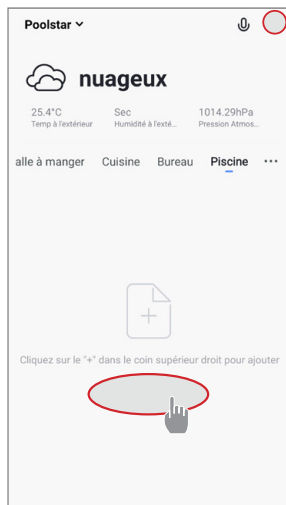 Poolstar
nuageux
25.4°C Sec 1014.29hPa
Temp à l'extérieur Humidité à l'exté... Pression Atmos...
alle à manger Cuisine Bureau Piscine ...
Cliquez sur le "+" dans le coin supérieur droit pour ajouter